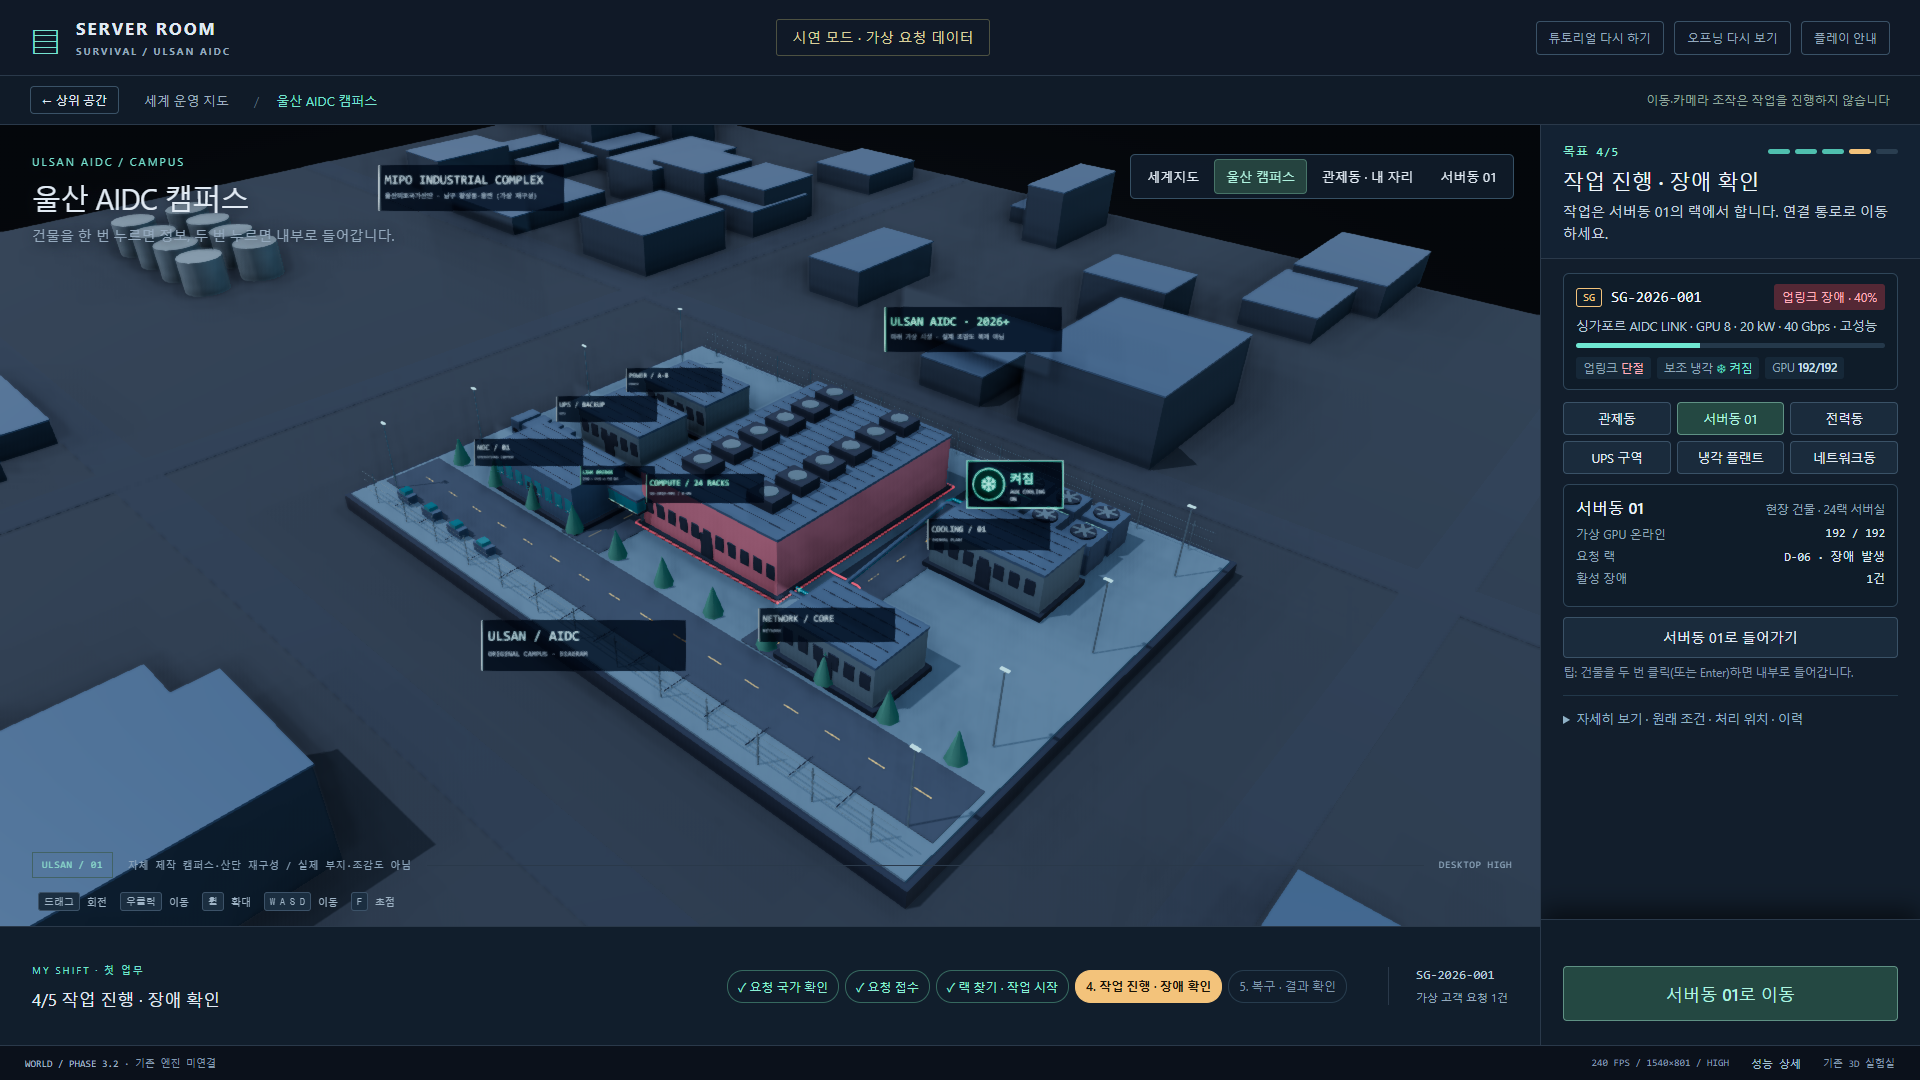 SERVER ROOM
SURVIVAL / ULSAN AIDC
시연 모드 · 가상 요청 데이터
튜토리얼 다시 하기
오프닝 다시 보기
플레이 안내
← 상위 공간
세계 운영 지도 / 울산 AIDC 캠퍼스
이동·카메라 조작은 작업을 진행하지 않습니다
ULSAN AIDC / CAMPUS
울산 AIDC 캠퍼스
건물을 한 번 누르면 정보, 두 번 누르면 내부로 들어갑니다.
MIPO INDUSTRIAL COMPLEX
세계지도
울산 캠퍼스
관제동 · 내 자리
서버동 01
ULSAN AIDC · 2026+
POWER / A-B
UPS / BACKUP
NOC / 01
COMPUTE / 24 RACKS
켜짐
AUX COOLING
ON
COOLING / 01
NETWORK / CORE
ULSAN / AIDC
ORIGINAL CAMPUS · DIAGRAM
ULSAN / 01
자체 제작 캠퍼스·산단 재구성 / 실제 부지·조감도 아님
DESKTOP HIGH
드래그 회전 우클릭 이동 휠 확대 W A S D 이동 F 초점
목표 4/5
작업 진행 · 장애 확인
작업은 서버동 01의 랙에서 합니다. 연결 통로로 이동
하세요.
SG SG-2026-001
업링크 장애 · 40%
싱가포르 AIDC LINK · GPU 8 · 20 kW · 40 Gbps · 고성능
업링크 단절
보조 냉각 ❄ 켜짐
GPU 192/192
관제동
서버동 01
전력동
UPS 구역
냉각 플랜트
네트워크동
서버동 01
현장 건물 · 24랙 서버실
가상 GPU 온라인 192 / 192
요청 랙 D-06 · 장애 발생
활성 장애 1건
서버동 01로 들어가기
팁: 건물을 두 번 클릭(또는 Enter)하면 내부로 들어갑니다.
▶ 자세히 보기 · 원래 조건 · 처리 위치 · 이력
MY SHIFT · 첫 업무
4/5 작업 진행 · 장애 확인
✓ 요청 국가 확인
✓ 요청 접수
✓ 랙 찾기 · 작업 시작
4. 작업 진행 · 장애 확인
5. 복구 · 결과 확인
SG-2026-001
가상 고객 요청 1건
서버동 01로 이동
WORLD / PHASE 3.2 · 기존 엔진 미연결
240 FPS / 1540×801 / HIGH
성능 상세
기존 3D 실험실